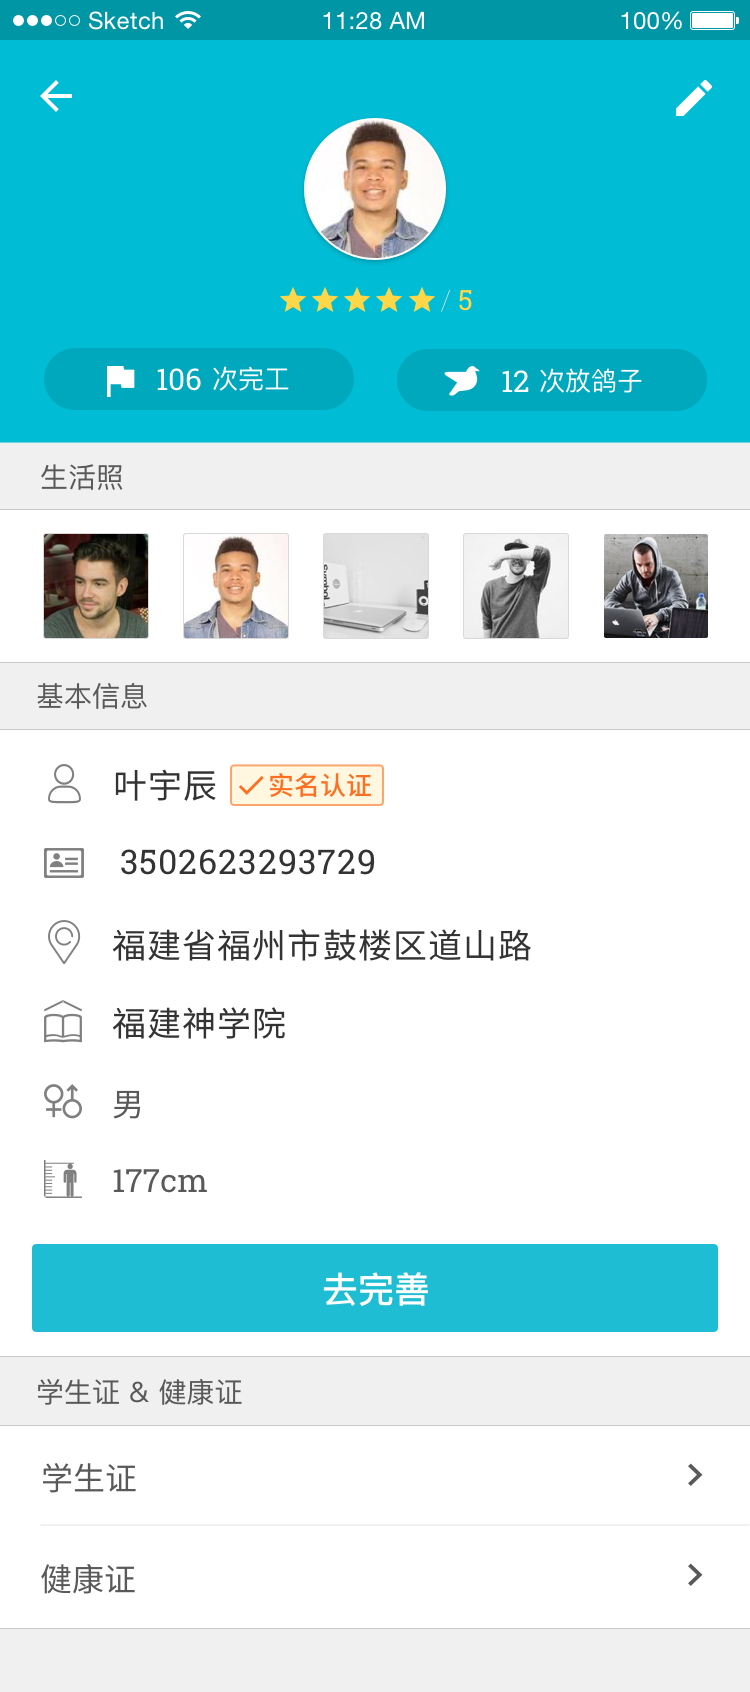 Sketch 11:28 AM 100%
/ 5
106 次完工
12 次放鸽子
生活照
基本信息
叶宇辰 实名认证
3502623293729
福建省福州市鼓楼区道山路
福建神学院
男
177cm
去完善
学生证 & 健康证
学生证
健康证